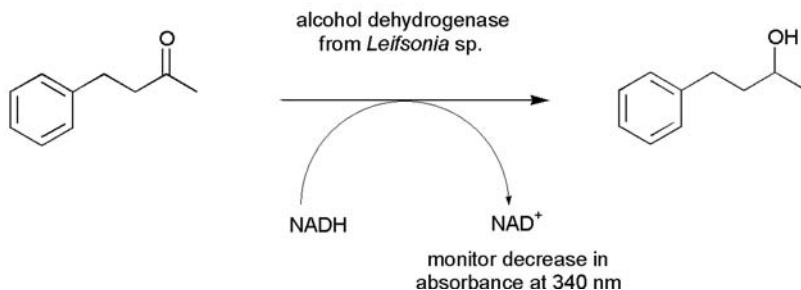 alcohol dehydrogenase
from Leifsonia sp.
O
OH
NADH
NAD+
monitor decrease in
absorbance at 340 nm